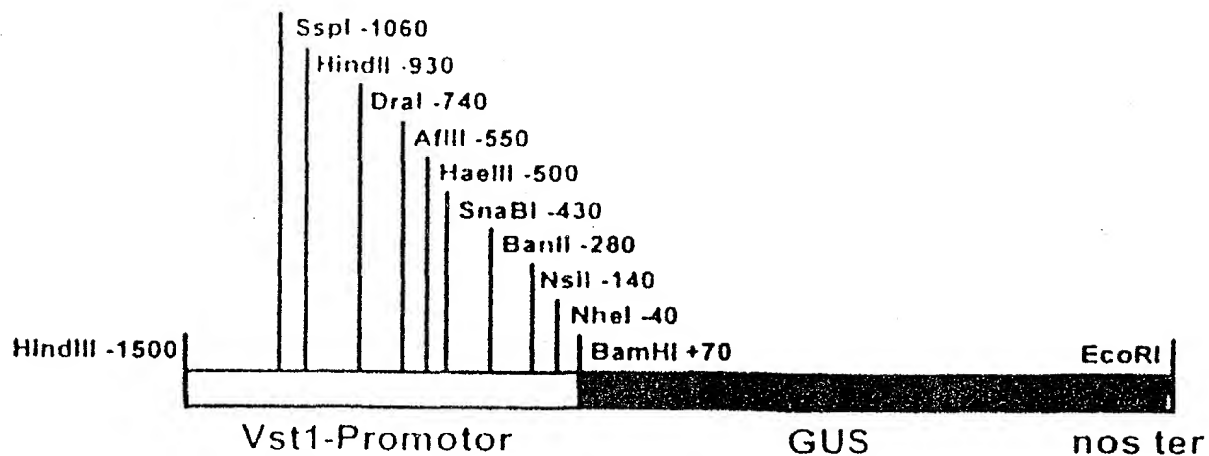 SspI -1060
HindII -930
DraI -740
AflII -550
HaeIII -500
SnaBI -430
BanII -280
NsiI -140
NheI -40
HindIII -1500
BamHI +70
EcoRI
Vst1-Promotor
GUS
nos ter